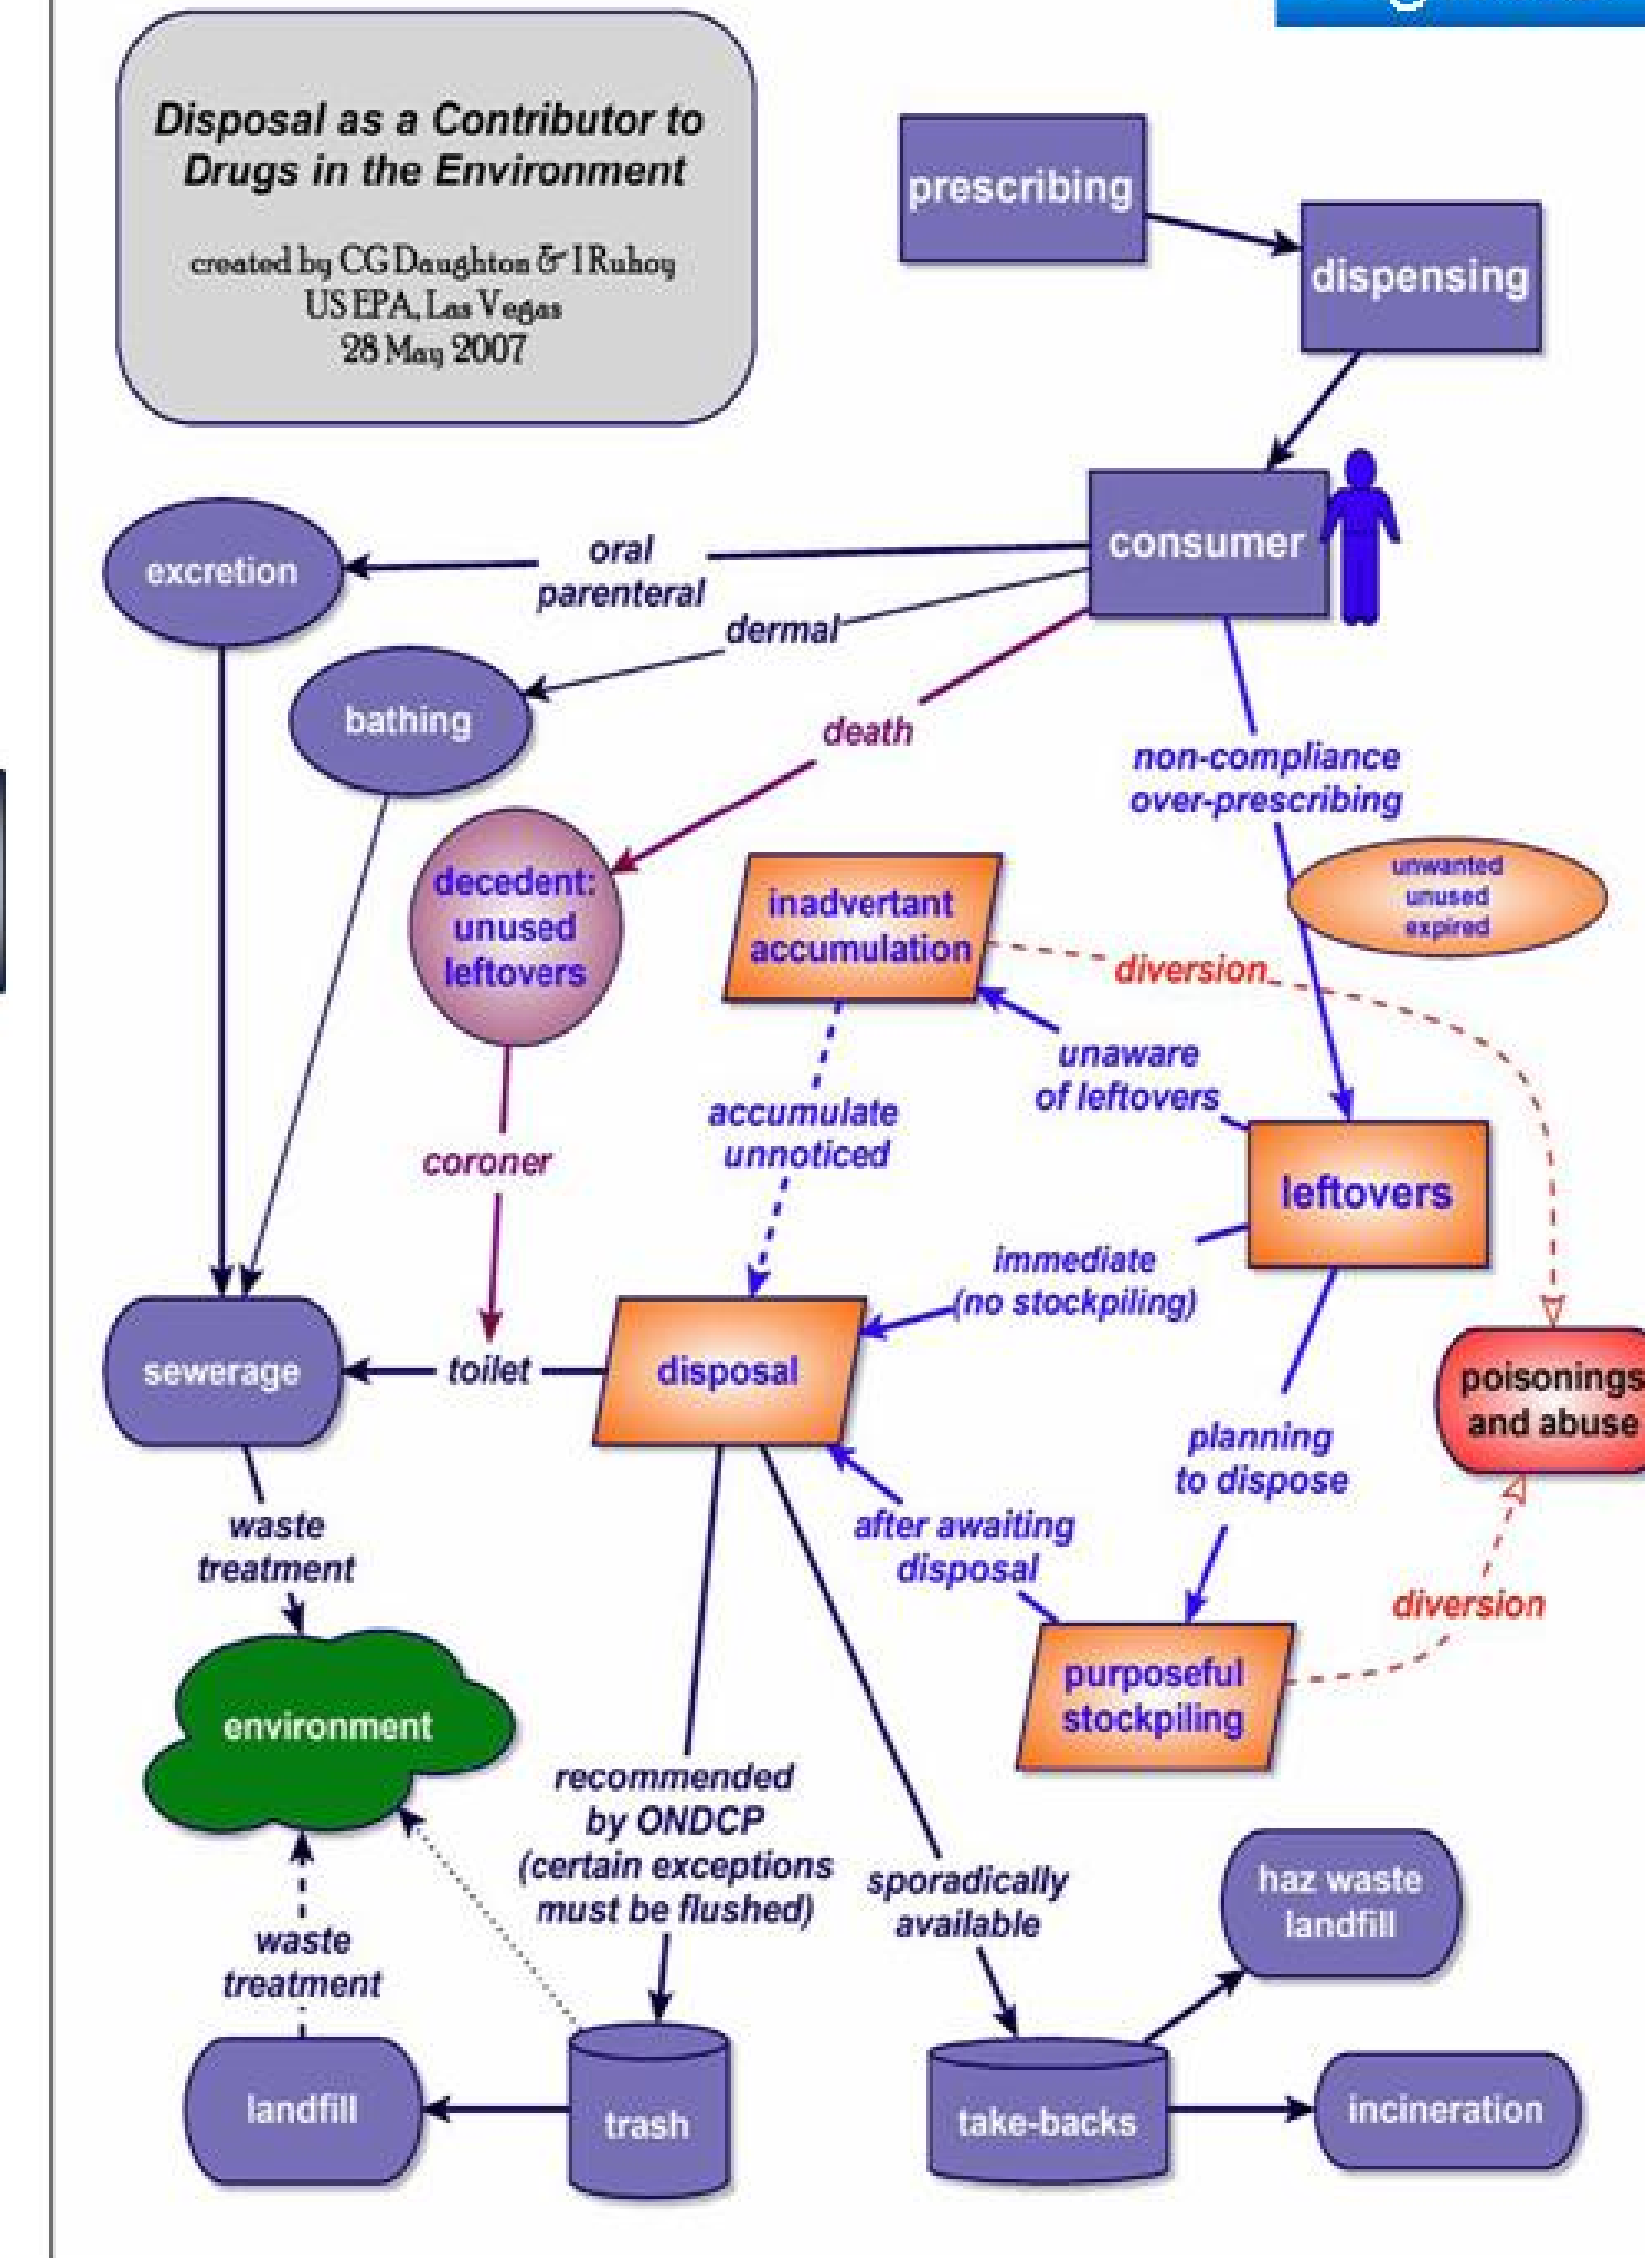 Disposal as a Contributor to
Drugs in the Environment
created by CG Daughton & I Ruhoy
US EPA, Las Vegas
28 May 2007
prescribing
dispensing
consumer
excretion
oral
parenteral
dermal
bathing
death
non-compliance
over-prescribing
decedent:
unused
leftovers
inadvertant
accumulation
unwanted
unused
expired
diversion
unaware
of leftovers
accumulate
unnoticed
coroner
leftovers
immediate
(no stockpiling)
sewerage
toilet
disposal
poisonings
and abuse
planning
to dispose
waste
treatment
after awaiting
disposal
diversion
purposeful
stockpiling
environment
recommended
by ONDCP
(certain exceptions
must be flushed)
sporadically
available
haz waste
landfill
waste
treatment
landfill
trash
take-backs
incineration